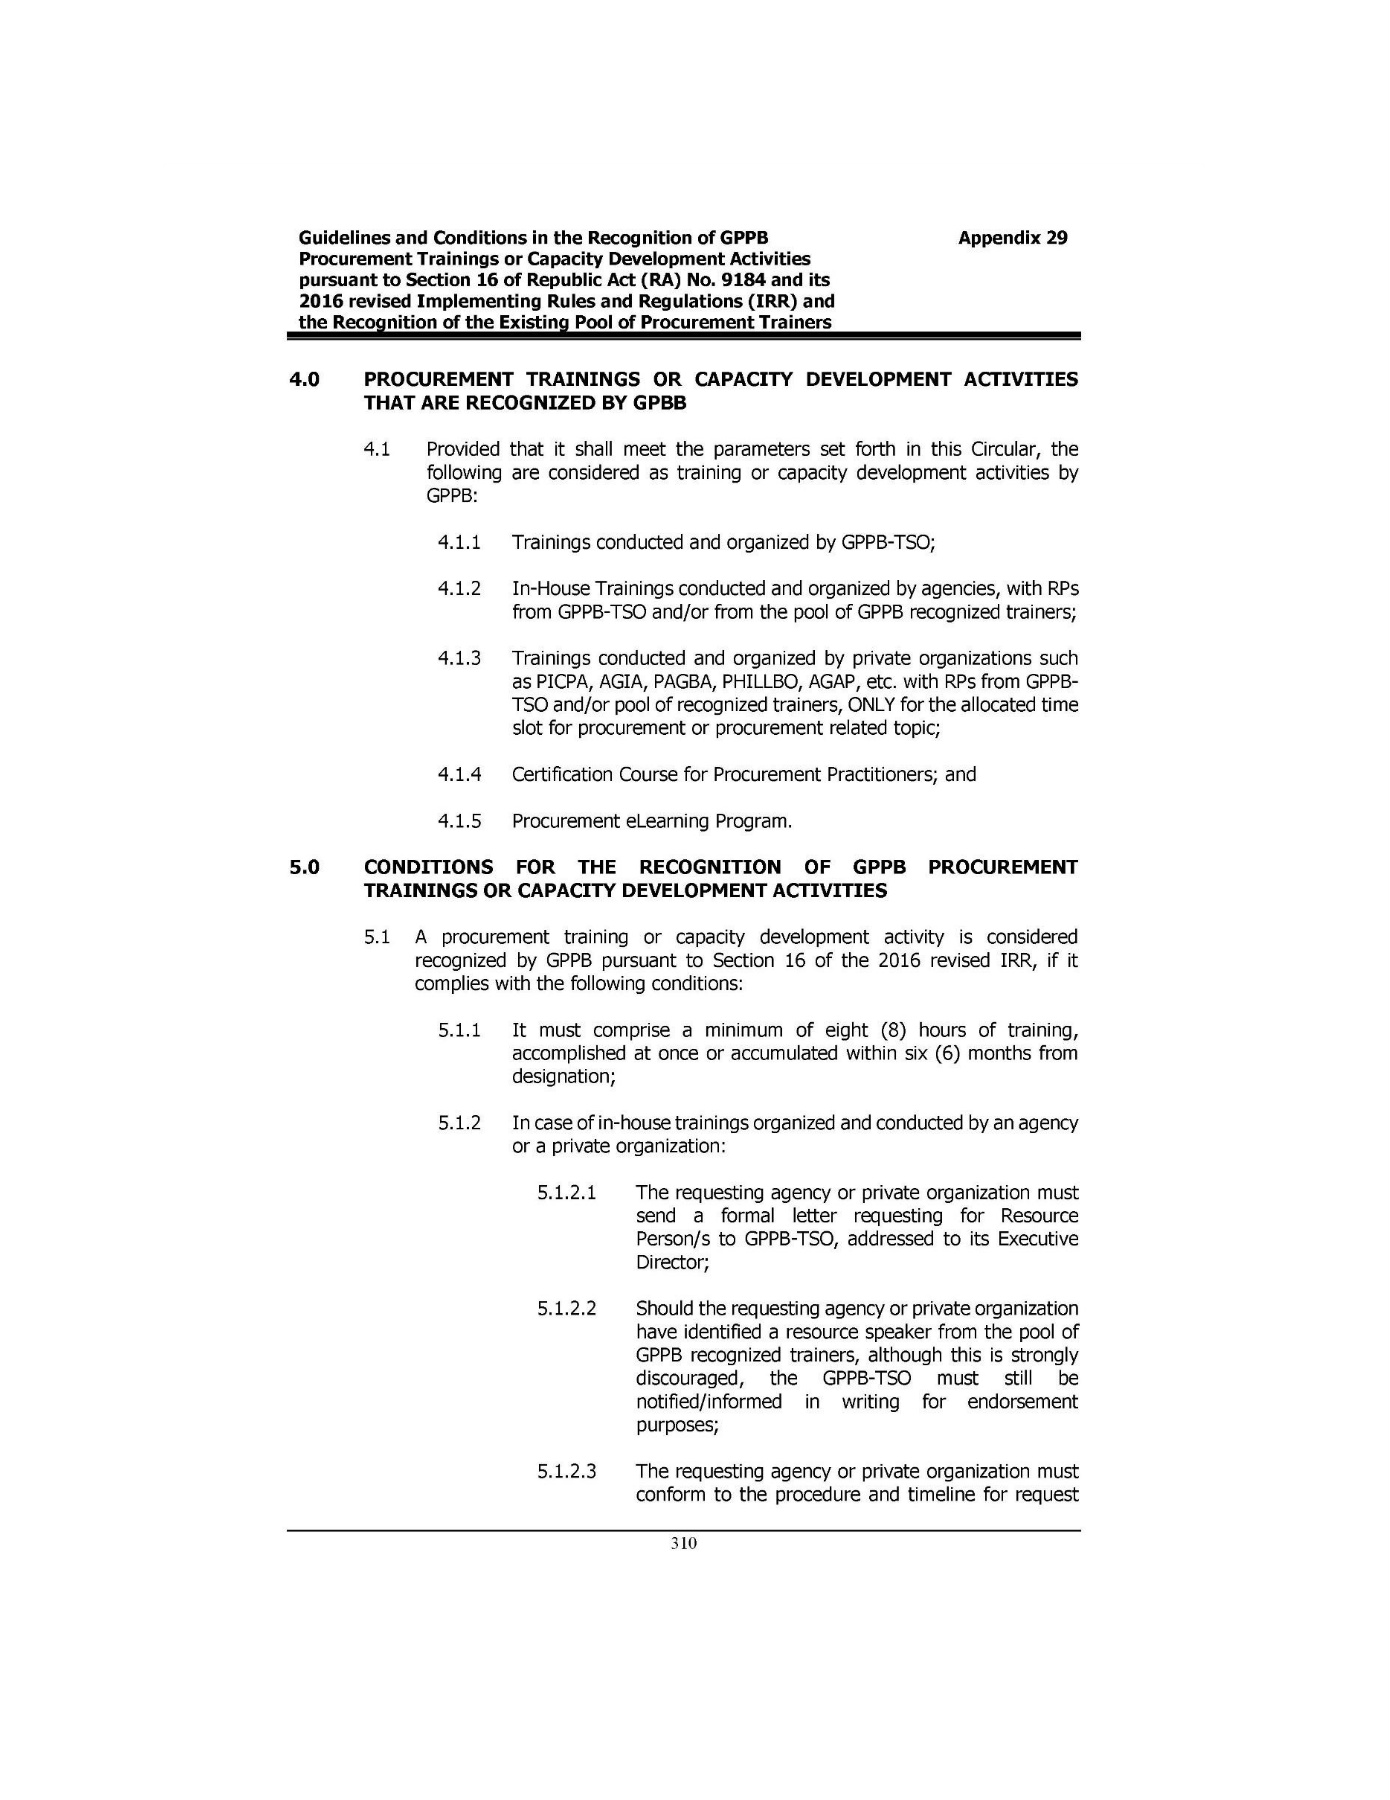 Guidelines and Conditions in the Recognition of GPPB
Appendix 29
Procurement Trainings or Capacity Development Activities
pursuant to Section 16 of Republic Act (RA) No. 9184 and its
2016 revised Implementing Rules and Regulations (IRR) and
the Recognition of the Existing Pool of Procurement Trainers
4.0 PROCUREMENT TRAININGS OR CAPACITY DEVELOPMENT ACTIVITIES
THAT ARE RECOGNIZED BY GPBB
4.1 Provided that it shall meet the parameters set forth in this Circular, the
following are considered as training or capacity development activities by
GPPB:
4.1.1 Trainings conducted and organized by GPPB-TSO;
4.1.2 In-House Trainings conducted and organized by agencies, with RPs
from GPPB-TSO and/or from the pool of GPPB recognized trainers;
4.1.3 Trainings conducted and organized by private organizations such
as PICPA, AGIA, PAGBA, PHILLBO, AGAP, etc. with RPs from GPPB-
TSO and/or pool of recognized trainers, ONLY for the allocated time
slot for procurement or procurement related topic;
4.1.4 Certification Course for Procurement Practitioners; and
4.1.5 Procurement eLearning Program.
5.0 CONDITIONS FOR THE RECOGNITION OF GPPB PROCUREMENT
TRAININGS OR CAPACITY DEVELOPMENT ACTIVITIES
5.1 A procurement training or capacity development activity is considered
recognized by GPPB pursuant to Section 16 of the 2016 revised IRR, if it
complies with the following conditions:
5.1.1 It must comprise a minimum of eight (8) hours of training,
accomplished at once or accumulated within six (6) months from
designation;
5.1.2 In case of in-house trainings organized and conducted by an agency
or a private organization:
5.1.2.1 The requesting agency or private organization must
send a formal letter requesting for Resource
Person/s to GPPB-TSO, addressed to its Executive
Director;
5.1.2.2 Should the requesting agency or private organization
have identified a resource speaker from the pool of
GPPB recognized trainers, although this is strongly
discouraged, the GPPB-TSO must still be
notified/informed in writing for endorsement
purposes;
5.1.2.3 The requesting agency or private organization must
conform to the procedure and timeline for request
310